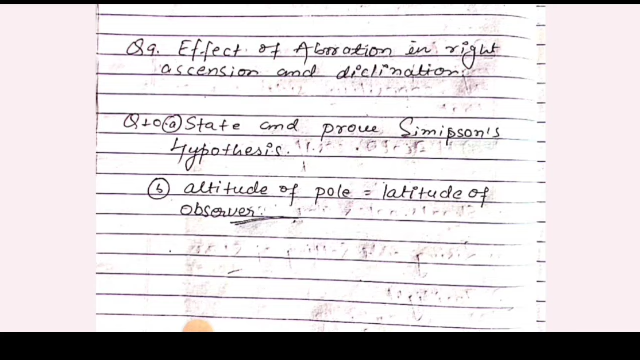 Q9. Effect of Abrration in right
ascension and diclination.
Q10 (a) State and prove Simipson's
Hypothesis.
(b) altitude of pole = latitude of
observer.